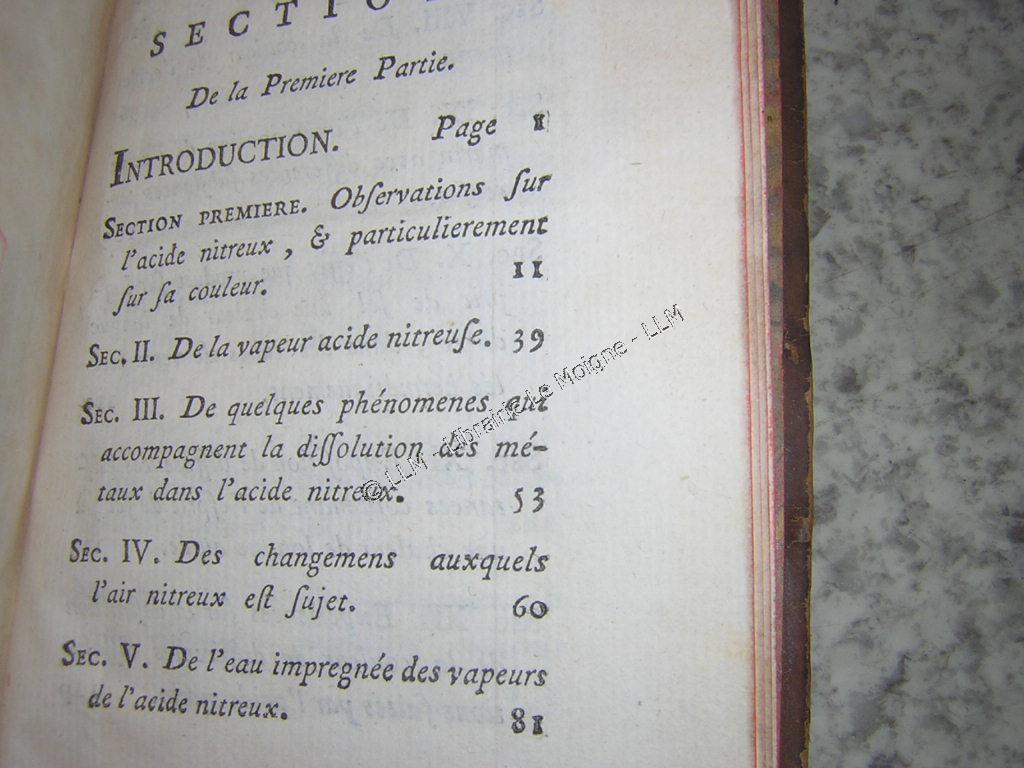 SECTIO
De la Premiere Partie.
INTRODUCTION. Page 1
SECTION PREMIERE. Obſervations ſur
l'acide nitreux, & particulierement
ſur ſa couleur. 11
SEC. II. De la vapeur acide nitreuſe. 39
SEC. III. De quelques phénomenes qui
accompagnent la diſſolution des mé-
taux dans l'acide nitreux. 53
SEC. IV. Des changemens auxquels
l'air nitreux eſt ſujet. 60
SEC. V. De l'eau impregnée des vapeurs
de l'acide nitreux. 81
© LLM - Librairie Le Moigne - LLM